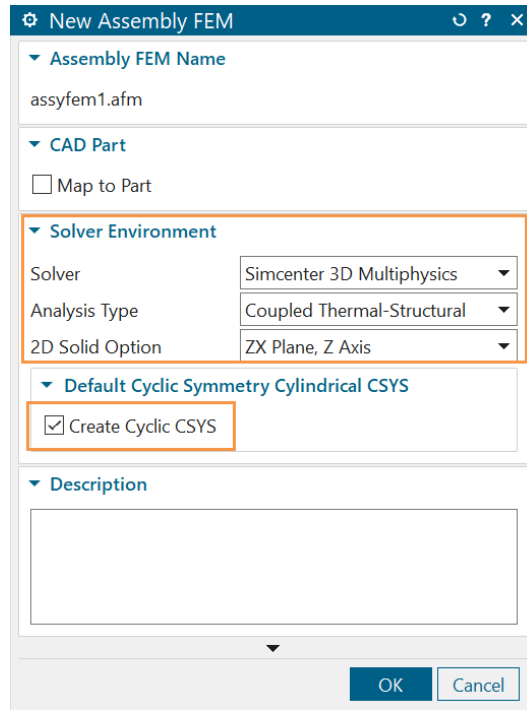 New Assembly FEM ?
Assembly FEM Name
assyfem1.afm
CAD Part
Map to Part
Solver Environment
Solver Simcenter 3D Multiphysics
Analysis Type Coupled Thermal-Structural
2D Solid Option ZX Plane, Z Axis
Default Cyclic Symmetry Cylindrical CSYS
Create Cyclic CSYS
Description
OK Cancel